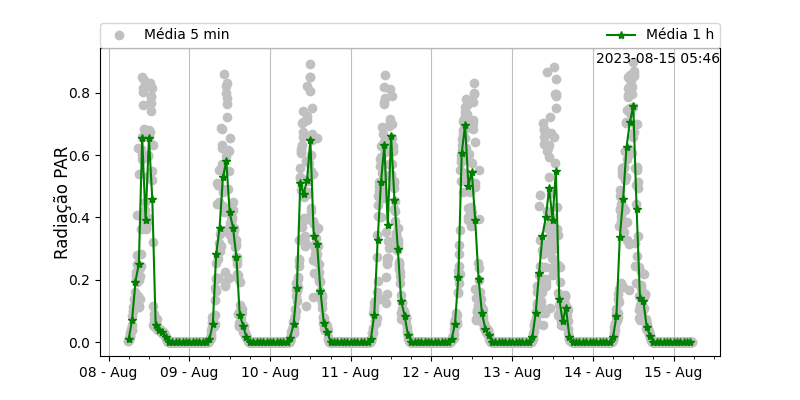 Média 5 min
Média 1 h
2023-08-15 05:46
Radiação PAR
0.8
0.6
0.4
0.2
0.0
08 - Aug
09 - Aug
10 - Aug
11 - Aug
12 - Aug
13 - Aug
14 - Aug
15 - Aug